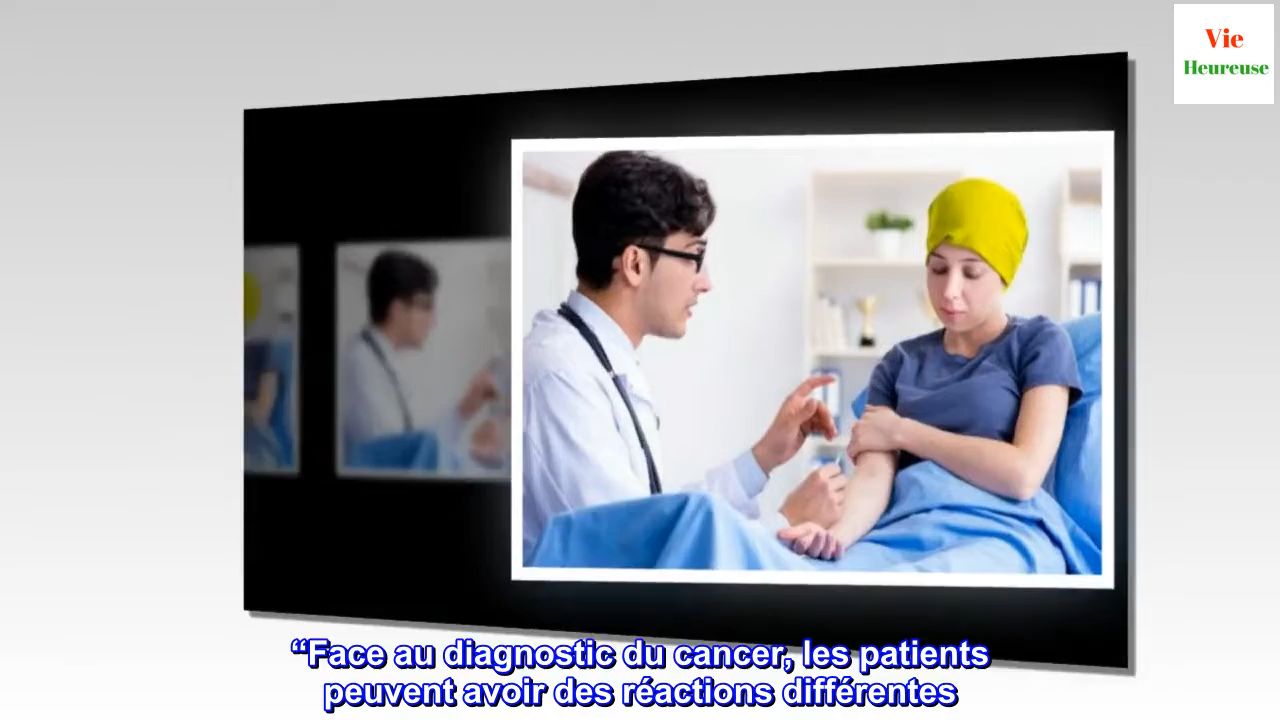 Vie
Heureuse
“Face au diagnostic du cancer, les patients
peuvent avoir des réactions différentes